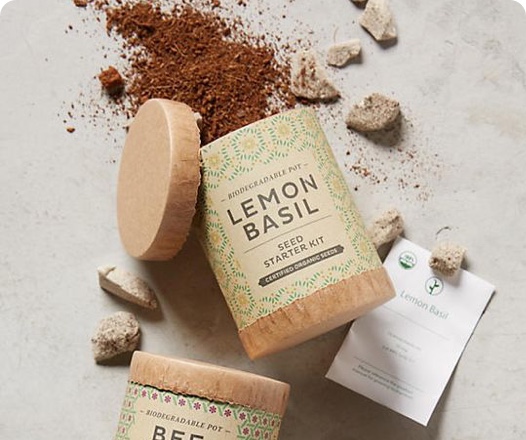 BIODEGRADABLE POT
LEMON
BASIL
SEED
STARTER KIT
CERTIFIED ORGANIC SEEDS
Lemon Basil
BIODEGRADABLE POT
BEE